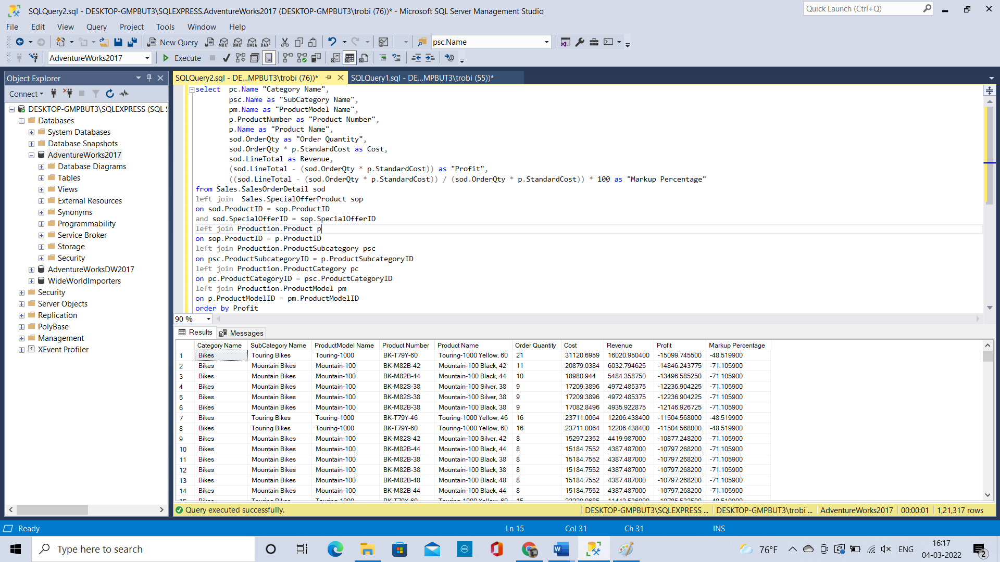 SQLQuery2.sql - DESKTOP-GMPBUT3\SQLEXPRESS.AdventureWorks2017 (DESKTOP-GMPBUT3\trobi (76))* - Microsoft SQL Server Management Studio
Quick Launch (Ctrl+Q)
File Edit View Query Project Tools Window Help
New Query MDX DMX XMLA DAX psc.Name
AdventureWorks2017 Execute
Object Explorer
Connect
DESKTOP-GMPBUT3\SQLEXPRESS (SQL S
Databases
System Databases
Database Snapshots
AdventureWorks2017
Database Diagrams
Tables
Views
External Resources
Synonyms
Programmability
Service Broker
Storage
Security
AdventureWorksDW2017
WideWorldImporters
Security
Server Objects
Replication
PolyBase
Management
XEvent Profiler
SQLQuery2.sql - DE...MPBUT3\trobi (76))* SQLQuery1.sql - DE...MPBUT3\trobi (55))*
select pc.Name "Category Name",
psc.Name as "SubCategory Name",
pm.Name as "ProductModel Name",
p.ProductNumber as "Product Number",
p.Name as "Product Name",
sod.OrderQty as "Order Quantity",
sod.OrderQty * p.StandardCost as Cost,
sod.LineTotal as Revenue,
(sod.LineTotal - (sod.OrderQty * p.StandardCost)) as "Profit",
((sod.LineTotal - (sod.OrderQty * p.StandardCost)) / (sod.OrderQty * p.StandardCost)) * 100 as "Markup Percentage"
from Sales.SalesOrderDetail sod
left join Sales.SpecialOfferProduct sop
on sod.ProductID = sop.ProductID
and sod.SpecialOfferID = sop.SpecialOfferID
left join Production.Product p
on sop.ProductID = p.ProductID
left join Production.ProductSubcategory psc
on psc.ProductSubcategoryID = p.ProductSubcategoryID
left join Production.ProductCategory pc
on pc.ProductCategoryID = psc.ProductCategoryID
left join Production.ProductModel pm
on p.ProductModelID = pm.ProductModelID
order by Profit
90 %
Results Messages
Category Name SubCategory Name ProductModel Name Product Number Product Name Order Quantity Cost Revenue Profit Markup Percentage
1 Bikes Touring Bikes Touring-1000 BK-T79Y-60 Touring-1000 Yellow, 60 21 31120.6959 16020.950400 -15099.745500 -48.519900
2 Bikes Mountain Bikes Mountain-100 BK-M82B-42 Mountain-100 Black, 42 11 20879.0384 6032.794625 -14846.243775 -71.105900
3 Bikes Mountain Bikes Mountain-100 BK-M82B-44 Mountain-100 Black, 44 10 18980.944 5484.358750 -13496.585250 -71.105900
4 Bikes Mountain Bikes Mountain-100 BK-M82S-38 Mountain-100 Silver, 38 9 17209.3896 4972.485375 -12236.904225 -71.105900
5 Bikes Mountain Bikes Mountain-100 BK-M82S-38 Mountain-100 Silver, 38 9 17209.3896 4972.485375 -12236.904225 -71.105900
6 Bikes Mountain Bikes Mountain-100 BK-M82B-38 Mountain-100 Black, 38 9 17082.8496 4935.922875 -12146.926725 -71.105900
7 Bikes Touring Bikes Touring-1000 BK-T79Y-46 Touring-1000 Yellow, 46 16 23711.0064 12206.438400 -11504.568000 -48.519900
8 Bikes Touring Bikes Touring-1000 BK-T79Y-60 Touring-1000 Yellow, 60 16 23711.0064 12206.438400 -11504.568000 -48.519900
9 Bikes Mountain Bikes Mountain-100 BK-M82S-42 Mountain-100 Silver, 42 8 15297.2352 4419.987000 -10877.248200 -71.105900
10 Bikes Mountain Bikes Mountain-100 BK-M82B-44 Mountain-100 Black, 44 8 15184.7552 4387.487000 -10797.268200 -71.105900
11 Bikes Mountain Bikes Mountain-100 BK-M82B-38 Mountain-100 Black, 38 8 15184.7552 4387.487000 -10797.268200 -71.105900
12 Bikes Mountain Bikes Mountain-100 BK-M82B-38 Mountain-100 Black, 38 8 15184.7552 4387.487000 -10797.268200 -71.105900
13 Bikes Mountain Bikes Mountain-100 BK-M82B-48 Mountain-100 Black, 48 8 15184.7552 4387.487000 -10797.268200 -71.105900
14 Bikes Mountain Bikes Mountain-100 BK-M82B-44 Mountain-100 Black, 44 8 15184.7552 4387.487000 -10797.268200 -71.105900
Query executed successfully. DESKTOP-GMPBUT3\SQLEXPRESS ... DESKTOP-GMPBUT3\trobi ... AdventureWorks2017 00:00:01 1,21,317 rows
Ready Ln 15 Col 31 Ch 31 INS
Type here to search 76°F ENG 16:17
04-03-2022 2